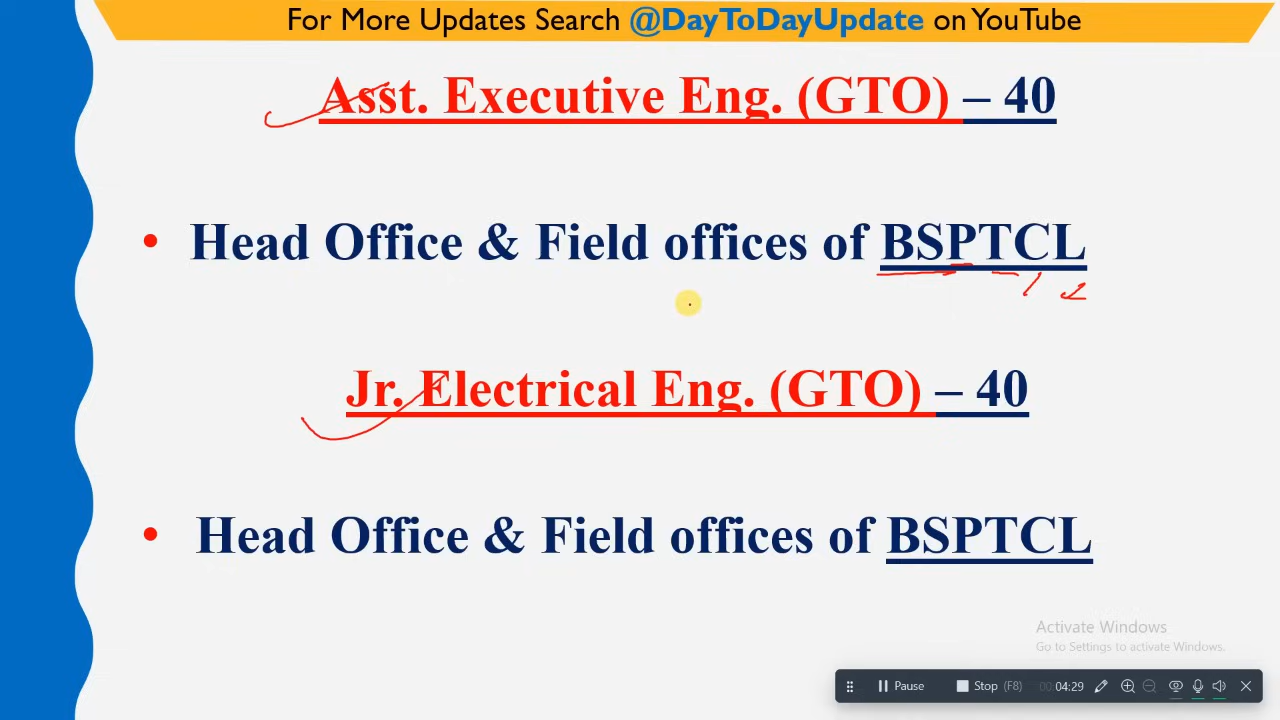 For More Updates Search @DayToDayUpdate on YouTube
Asst. Executive Eng. (GTO) – 40
• Head Office & Field offices of BSPTCL
Jr. Electrical Eng. (GTO) – 40
• Head Office & Field offices of BSPTCL
Activate Windows
Go to Settings to activate Windows.
Pause Stop (F8) 00:04:29